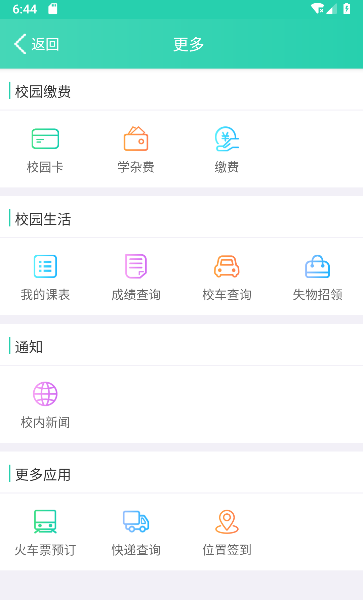 6:44
返回
更多
校园缴费
校园卡 学杂费 缴费
校园生活
我的课表 成绩查询 校车查询 失物招领
通知
校内新闻
更多应用
火车票预订 快递查询 位置签到